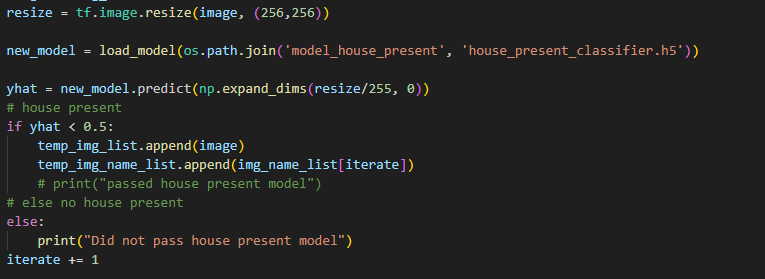 resize = tf.image.resize(image, (256,256))
new_model = load_model(os.path.join('model_house_present', 'house_present_classifier.h5'))
yhat = new_model.predict(np.expand_dims(resize/255, 0))
# house present
if yhat < 0.5:
    temp_img_list.append(image)
    temp_img_name_list.append(img_name_list[iterate])
    # print("passed house present model")
# else no house present
else:
    print("Did not pass house present model")
iterate += 1